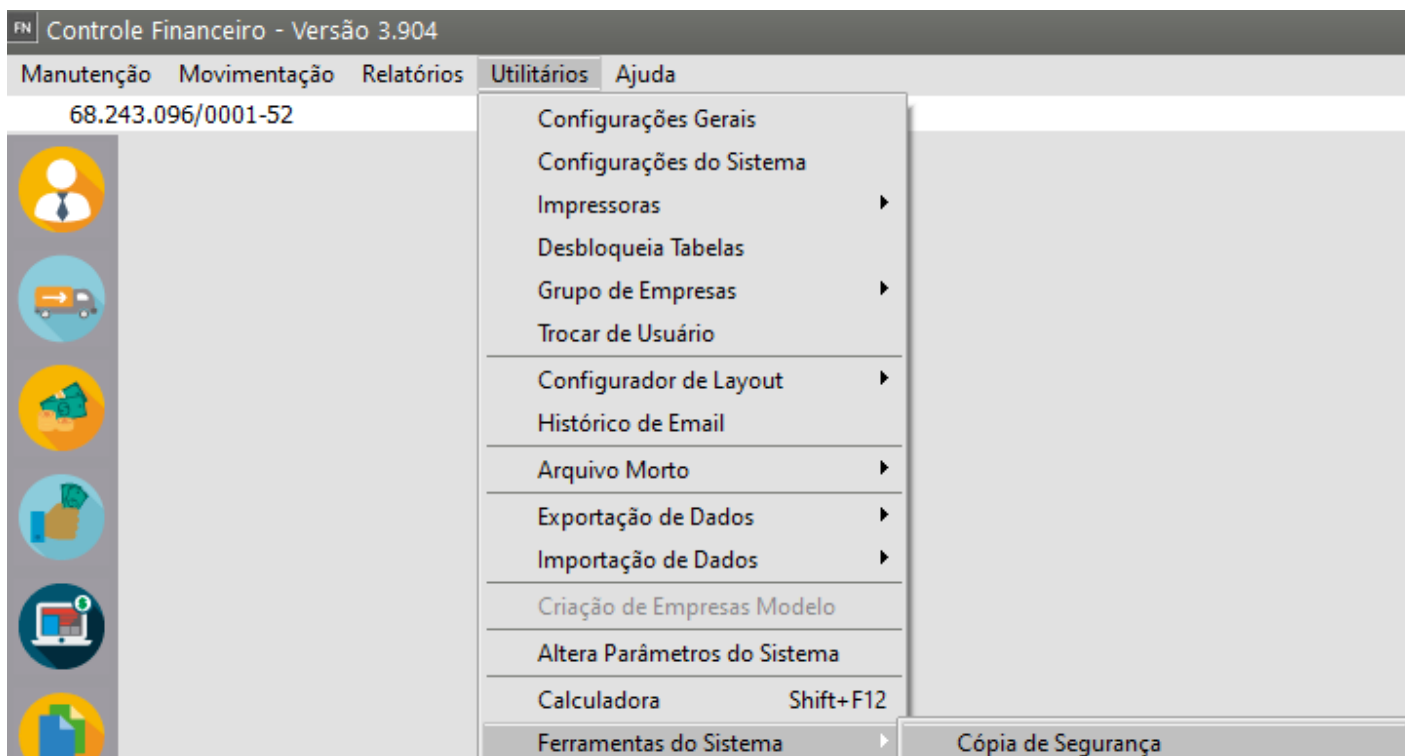 FN Controle Financeiro - Versão 3.904
Manutenção Movimentação Relatórios Utilitários Ajuda
68.243.096/0001-52
Configurações Gerais
Configurações do Sistema
Impressoras
Desbloqueia Tabelas
Grupo de Empresas
Trocar de Usuário
Configurador de Layout
Histórico de Email
Arquivo Morto
Exportação de Dados
Importação de Dados
Criação de Empresas Modelo
Altera Parâmetros do Sistema
Calculadora Shift+F12
Ferramentas do Sistema Cópia de Segurança